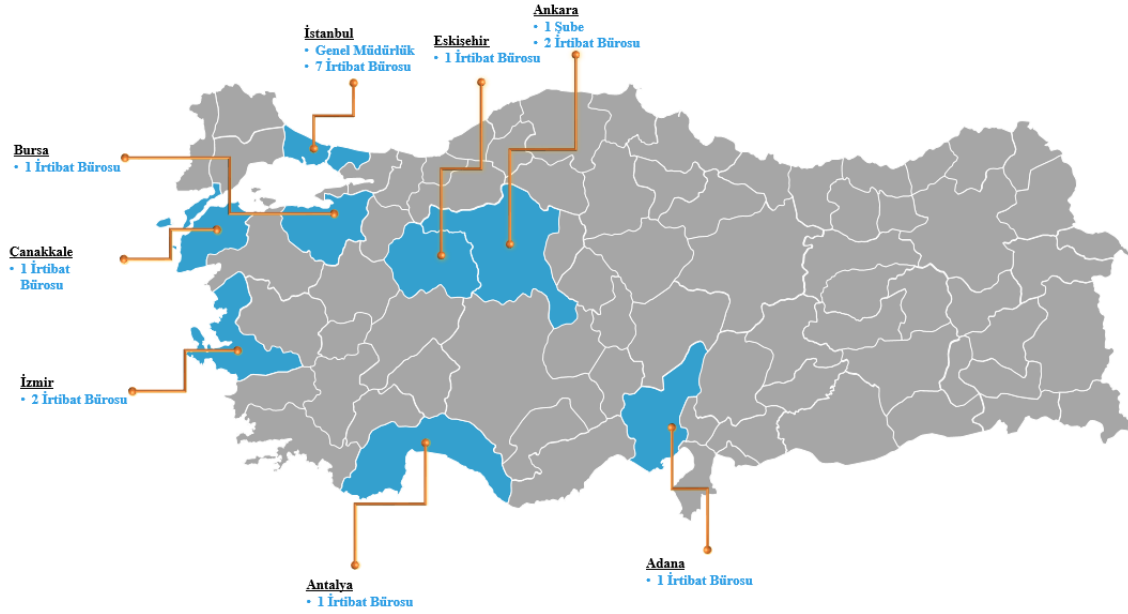 Ankara
• 1 Şube
• 2 İrtibat Bürosu
İstanbul
• Genel Müdürlük
• 7 İrtibat Bürosu
Eskişehir
• 1 İrtibat Bürosu
Bursa
• 1 İrtibat Bürosu
Çanakkale
• 1 İrtibat
Bürosu
İzmir
• 2 İrtibat Bürosu
Antalya
• 1 İrtibat Bürosu
Adana
• 1 İrtibat Bürosu